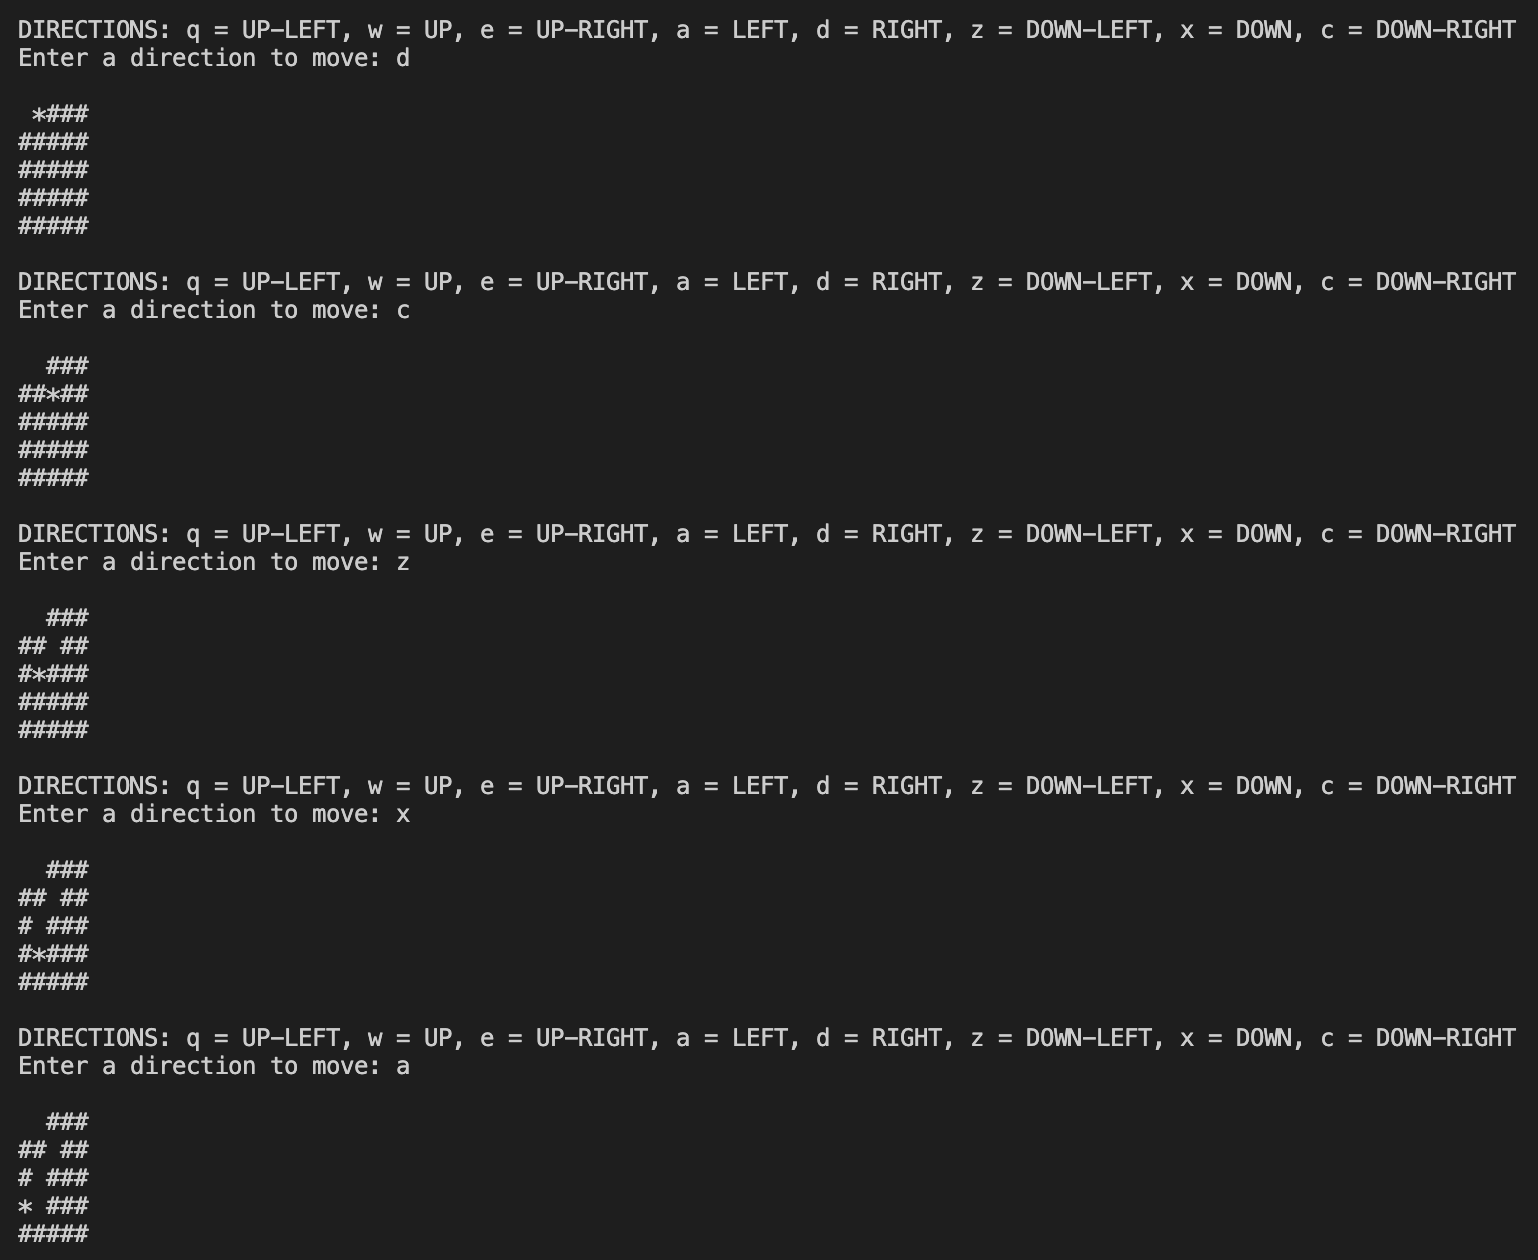 DIRECTIONS: q = UP-LEFT, w = UP, e = UP-RIGHT, a = LEFT, d = RIGHT, z = DOWN-LEFT, x = DOWN, c = DOWN-RIGHT
Enter a direction to move: d

 *###
#####
#####
#####
#####

DIRECTIONS: q = UP-LEFT, w = UP, e = UP-RIGHT, a = LEFT, d = RIGHT, z = DOWN-LEFT, x = DOWN, c = DOWN-RIGHT
Enter a direction to move: c

  ###
##*##
#####
#####
#####

DIRECTIONS: q = UP-LEFT, w = UP, e = UP-RIGHT, a = LEFT, d = RIGHT, z = DOWN-LEFT, x = DOWN, c = DOWN-RIGHT
Enter a direction to move: z

  ###
## ##
#*###
#####
#####

DIRECTIONS: q = UP-LEFT, w = UP, e = UP-RIGHT, a = LEFT, d = RIGHT, z = DOWN-LEFT, x = DOWN, c = DOWN-RIGHT
Enter a direction to move: x

  ###
## ##
# ###
#*###
#####

DIRECTIONS: q = UP-LEFT, w = UP, e = UP-RIGHT, a = LEFT, d = RIGHT, z = DOWN-LEFT, x = DOWN, c = DOWN-RIGHT
Enter a direction to move: a

  ###
## ##
# ###
* ###
#####